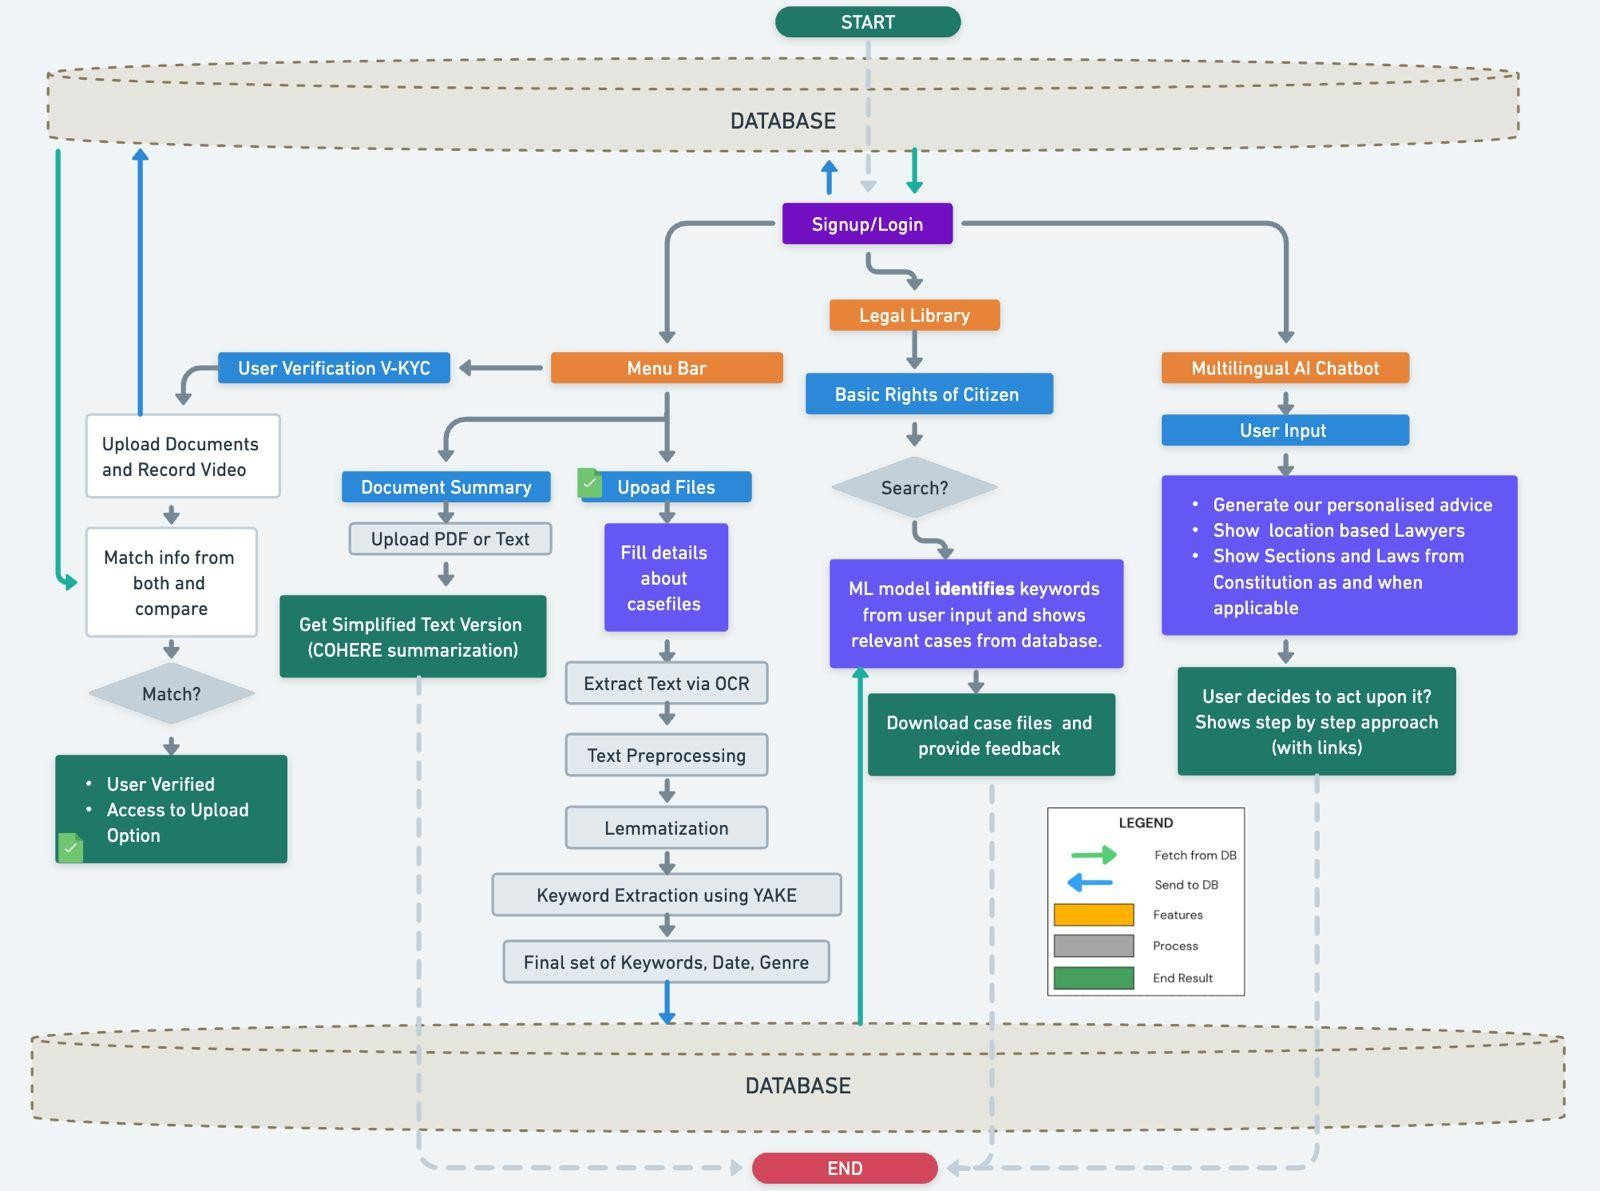 START
DATABASE
Signup/Login
Legal Library
User Verification V-KYC
Menu Bar
Multilingual AI Chatbot
Basic Rights of Citizen
Upload Documents
and Record Video
User Input
Document Summary
Upoad Files
Search?
• Generate our personalised advice
• Show location based Lawyers
• Show Sections and Laws from
Constitution as and when
applicable
Upload PDF or Text
Match info from
both and
compare
Fill details
about
casefiles
ML model identifies keywords
from user input and shows
relevant cases from database.
Get Simplified Text Version
(COHERE summarization)
Match?
Extract Text via OCR
Download case files and
provide feedback
User decides to act upon it?
Shows step by step approach
(with links)
Text Preprocessing
• User Verified
• Access to Upload
Option
Lemmatization
LEGEND
Fetch from DB
Send to DB
Features
Process
End Result
Keyword Extraction using YAKE
Final set of Keywords, Date, Genre
DATABASE
END